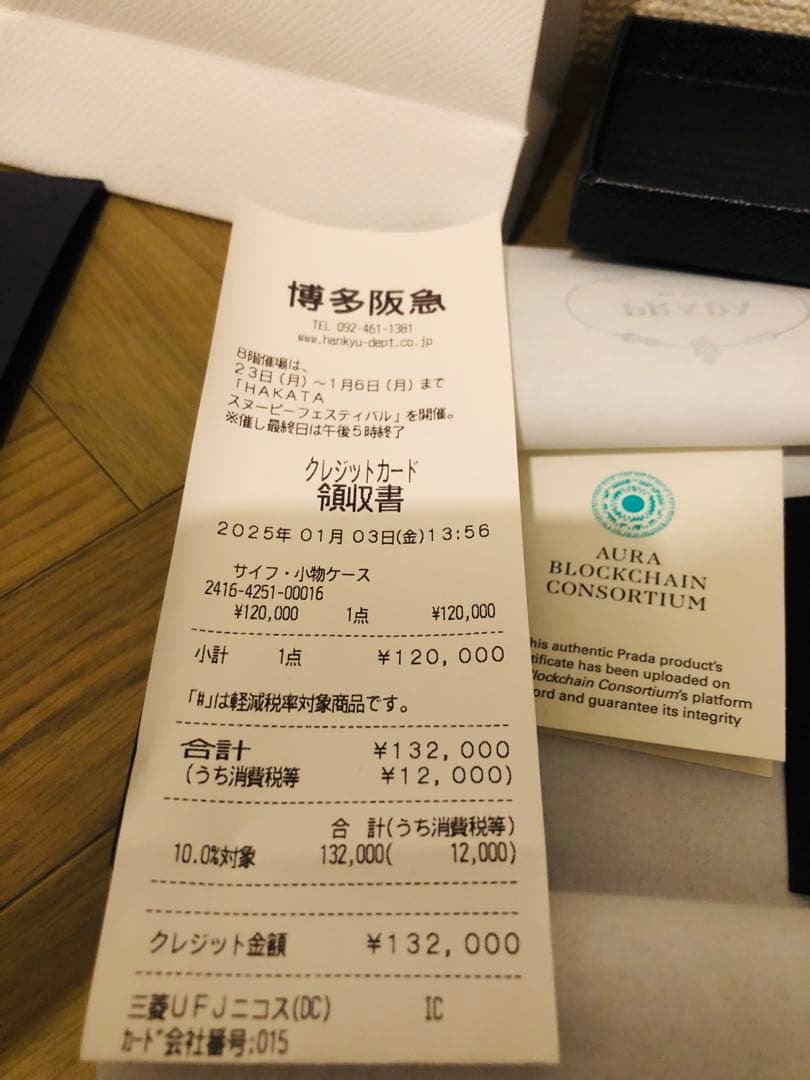 博多阪急
TEL 092-461-1381
www.hankyu-dept.co.jp
8階催場は、
23日(月)～1月6日(月)まで
「HAKATA
スヌーピーフェスティバル」を開催。
※催し最終日は午後5時終了
クレジットカード
領収書
2025年 01月 03日(金)13:56
サイフ・小物ケース
2416-4251-00016
¥120,000 1点 ¥120,000
小計 1点 ¥120,000
「#」は軽減税率対象商品です。
合計 ¥132,000
(うち消費税等 ¥12,000)
合 計(うち消費税等)
10.0%対象 132,000( 12,000)
クレジット金額 ¥132,000
三菱UFJニコス(DC) IC
カード会社番号:015
PRADA
AURA
BLOCKCHAIN
CONSORTIUM
his authentic Prada product's
tificate has been uploaded on
Blockchain Consortium's platform
ord and guarantee its integrity